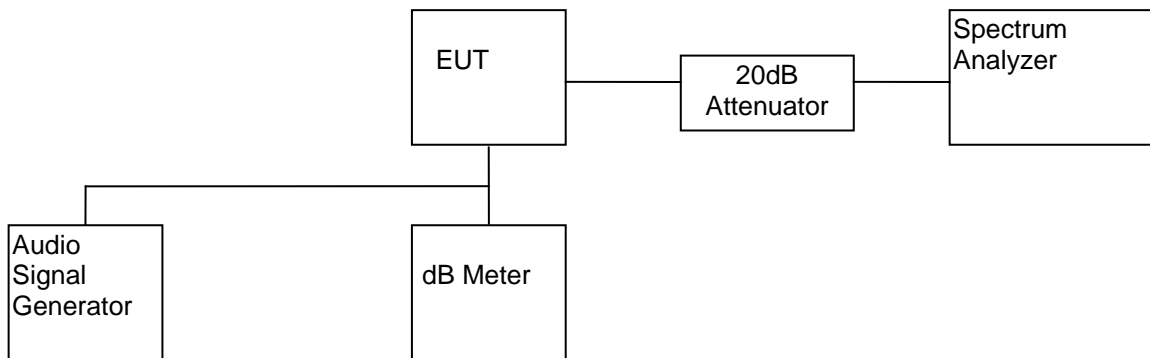 EUT
20dB
Attenuator
Spectrum
Analyzer
Audio
Signal
Generator
dB Meter